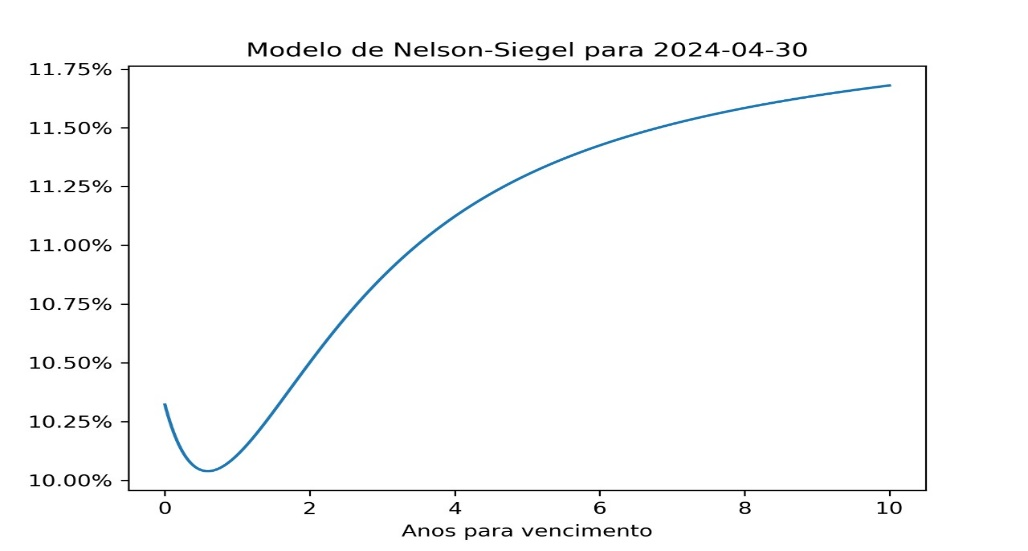 Modelo de Nelson-Siegel para 2024-04-30
11.75%
11.50%
11.25%
11.00%
10.75%
10.50%
10.25%
10.00%
0 2 4 6 8 10
Anos para vencimento